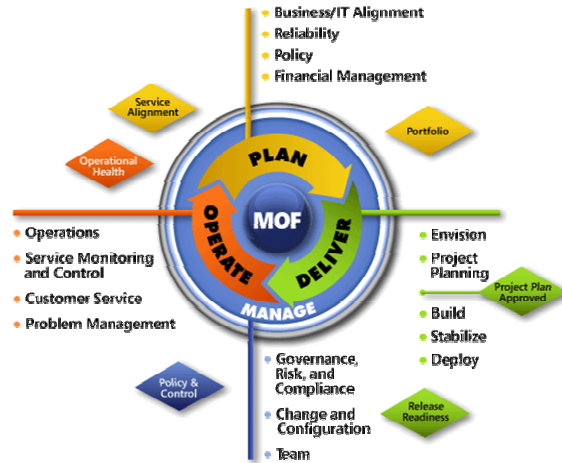 Business/IT Alignment
Reliability
Policy
Financial Management
Service
Alignment
Portfolio
Operational
Health
PLAN
MOF
OPERATE
DELIVER
MANAGE
Operations
Service Monitoring
and Control
Customer Service
Problem Management
Envision
Project
Planning
Project Plan
Approved
Build
Stabilize
Deploy
Policy &
Control
Governance,
Risk, and
Compliance
Change and
Configuration
Team
Release
Readiness